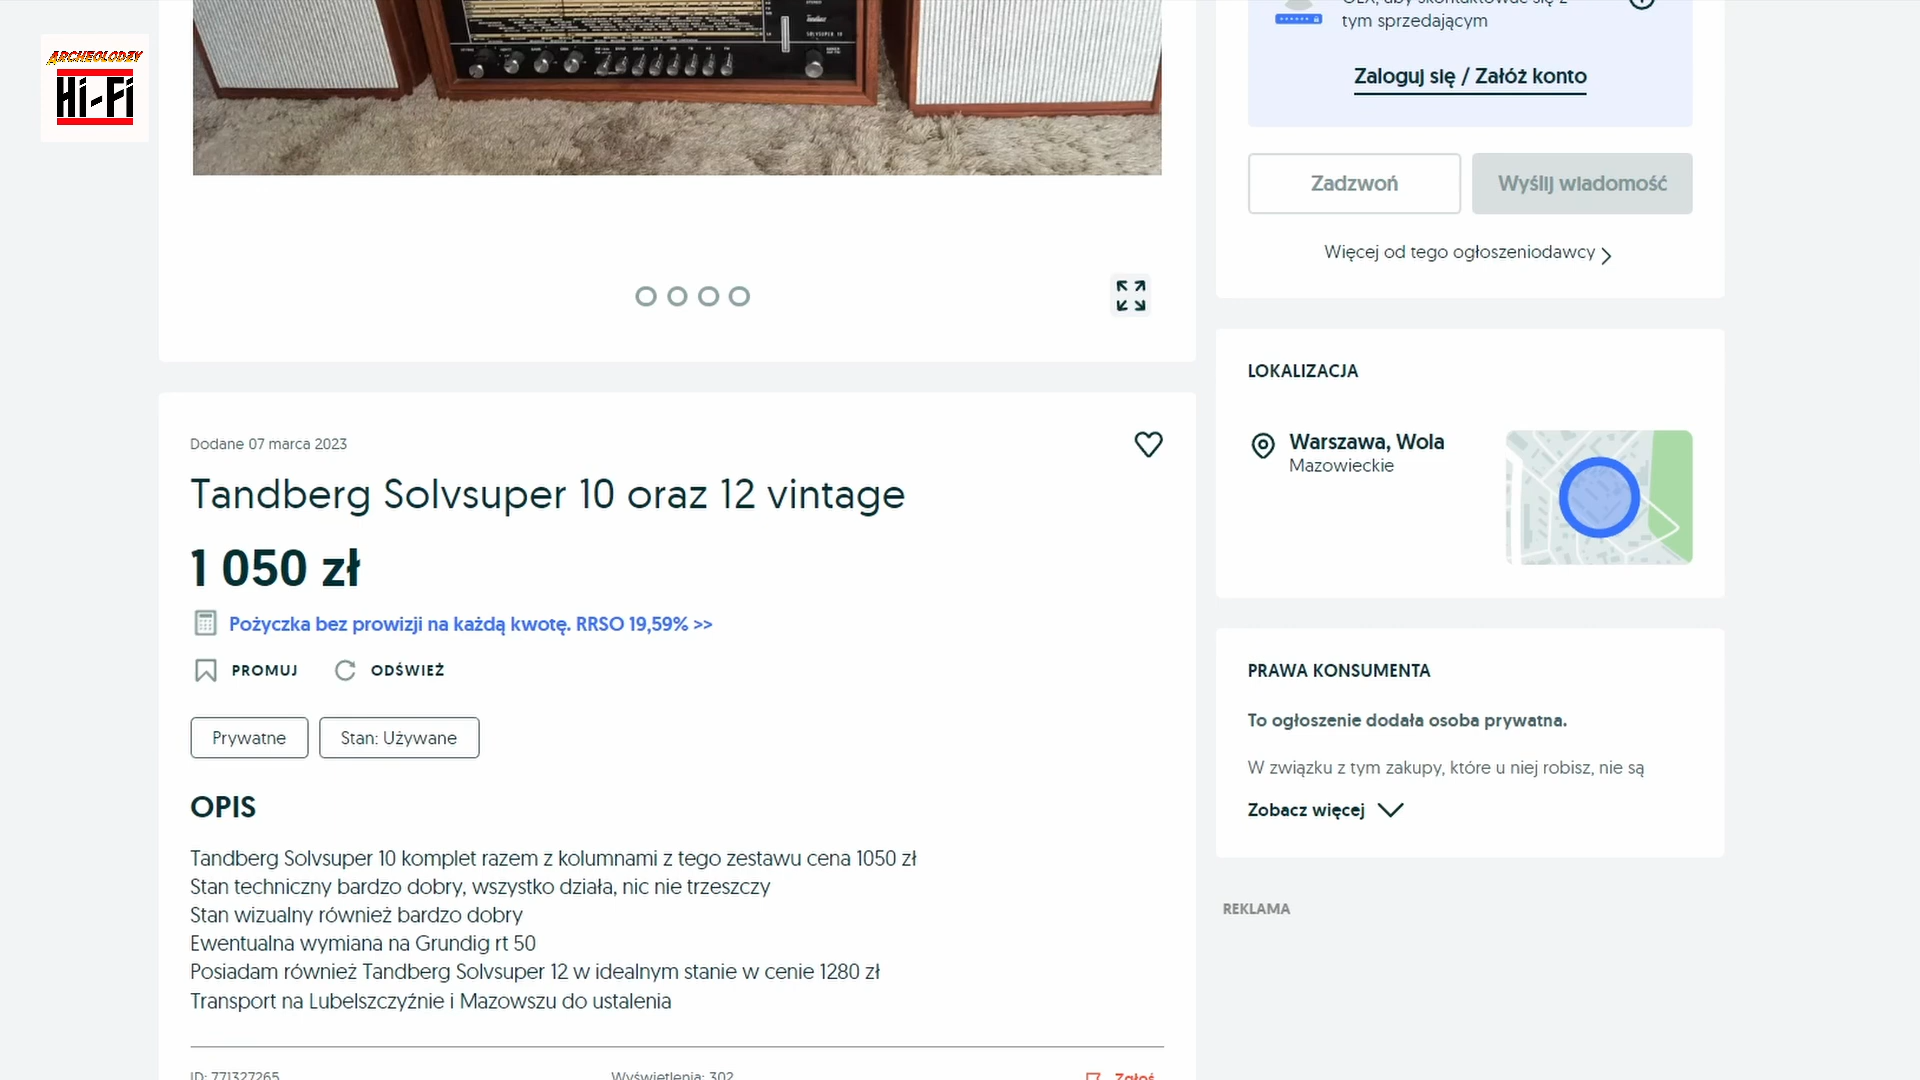 ARCHEOLODZY
Hi-Fi
SOLVSUPER 10
tym sprzedającym
Zaloguj się / Załóż konto
Zadzwoń
Wyślij wiadomość
Więcej od tego ogłoszeniodawcy
LOKALIZACJA
Warszawa, Wola
Mazowieckie
Dodane 07 marca 2023
Tandberg Solvsuper 10 oraz 12 vintage
1 050 zł
Pożyczka bez prowizji na każdą kwotę. RRSO 19,59% >>
PROMUJ
ODŚWIEŻ
Prywatne
Stan: Używane
OPIS
Tandberg Solvsuper 10 komplet razem z kolumnami z tego zestawu cena 1050 zł
Stan techniczny bardzo dobry, wszystko działa, nic nie trzeszczy
Stan wizualny również bardzo dobry
Ewentualna wymiana na Grundig rt 50
Posiadam również Tandberg Solvsuper 12 w idealnym stanie w cenie 1280 zł
Transport na Lubelszczyźnie i Mazowszu do ustalenia
PRAWA KONSUMENTA
To ogłoszenie dodała osoba prywatna.
W związku z tym zakupy, które u niej robisz, nie są
Zobacz więcej
REKLAMA
ID: 771327265
Wyświetlenia: 302
Zgłoś